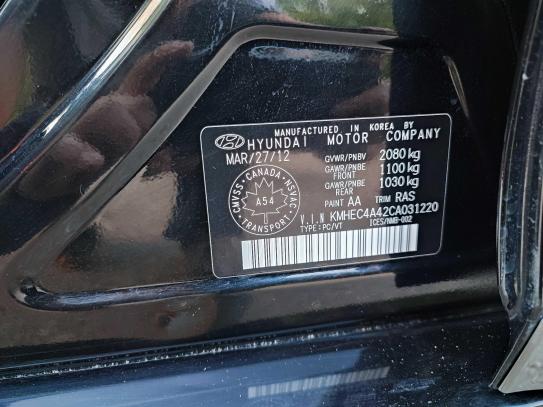 MANUFACTURED IN KOREA BY
HYUNDAI MOTOR COMPANY
MAR/27/12 GVWR/PNBV 2080 kg
GAWR/PNBE FRONT 1100 kg
GAWR/PNBE REAR 1030 kg
PAINT AA TRIM RAS
CMVSS CANADA NSVAC
A54
TRANSPORT
V.I.N KMHEC4A42CA031220
TYPE : PC/VT ICES/NMB-002